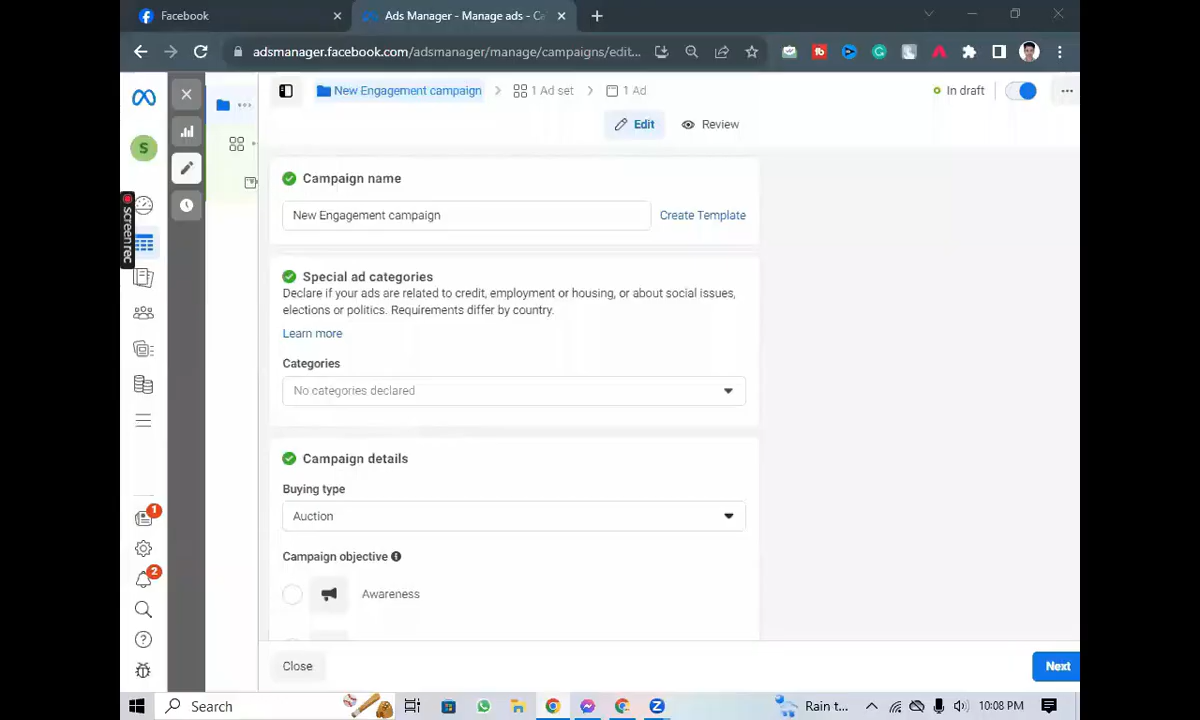 Facebook
Ads Manager - Manage ads - Ca
adsmanager.facebook.com/adsmanager/manage/campaigns/edit...
New Engagement campaign
1 Ad set
1 Ad
In draft
Edit
Review
S
Campaign name
New Engagement campaign
Create Template
Special ad categories
Declare if your ads are related to credit, employment or housing, or about social issues,
elections or politics. Requirements differ by country.
Learn more
Categories
No categories declared
Campaign details
Buying type
Auction
Campaign objective
Awareness
screenrec
1
2
Close
Next
Search
Rain t...
10:08 PM